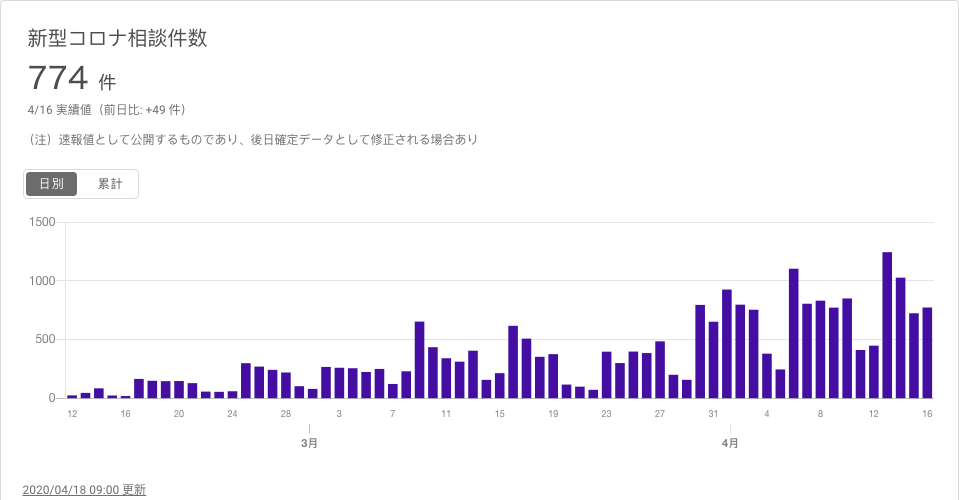 新型コロナ相談件数
774 件
4/16 実績値（前日比: +49 件）
（注）速報値として公開するものであり、後日確定データとして修正される場合あり
日別 累計
1500
1000
500
0
12 16 20 24 28 3 7 11 15 19 23 27 31 4 8 12 16
3月 4月
2020/04/18 09:00 更新